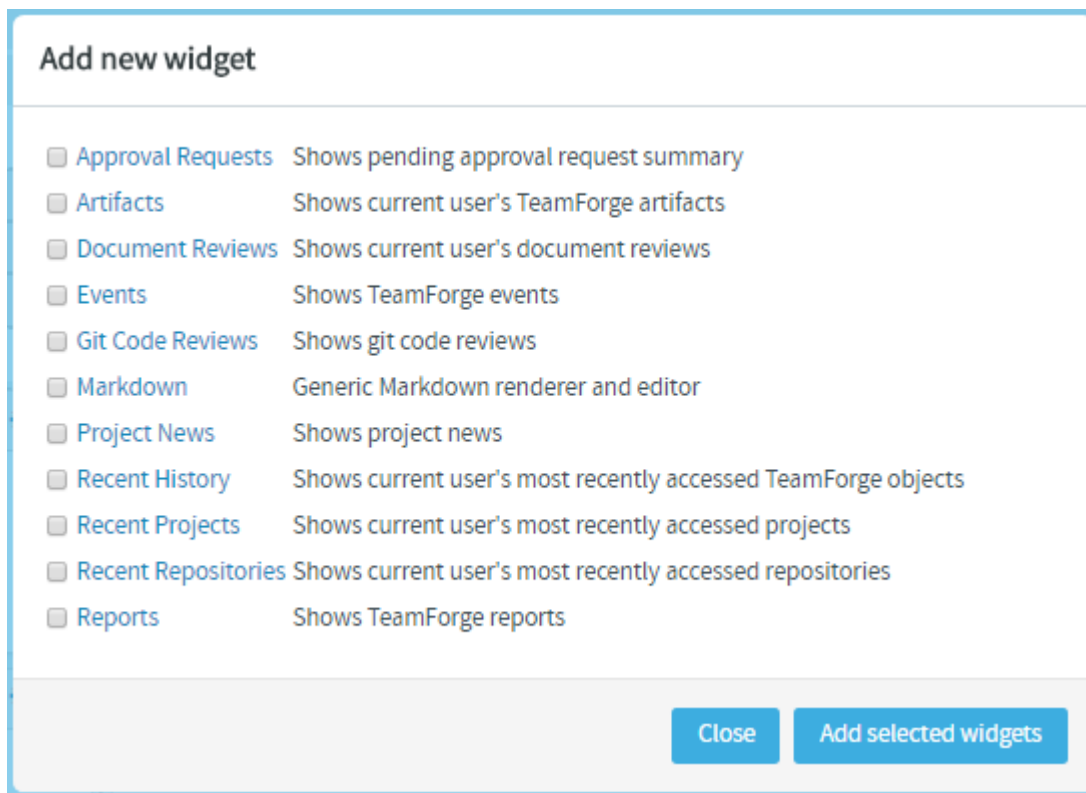 Add new widget
Approval Requests Shows pending approval request summary
Artifacts Shows current user's TeamForge artifacts
Document Reviews Shows current user's document reviews
Events Shows TeamForge events
Git Code Reviews Shows git code reviews
Markdown Generic Markdown renderer and editor
Project News Shows project news
Recent History Shows current user's most recently accessed TeamForge objects
Recent Projects Shows current user's most recently accessed projects
Recent Repositories Shows current user's most recently accessed repositories
Reports Shows TeamForge reports
Close Add selected widgets